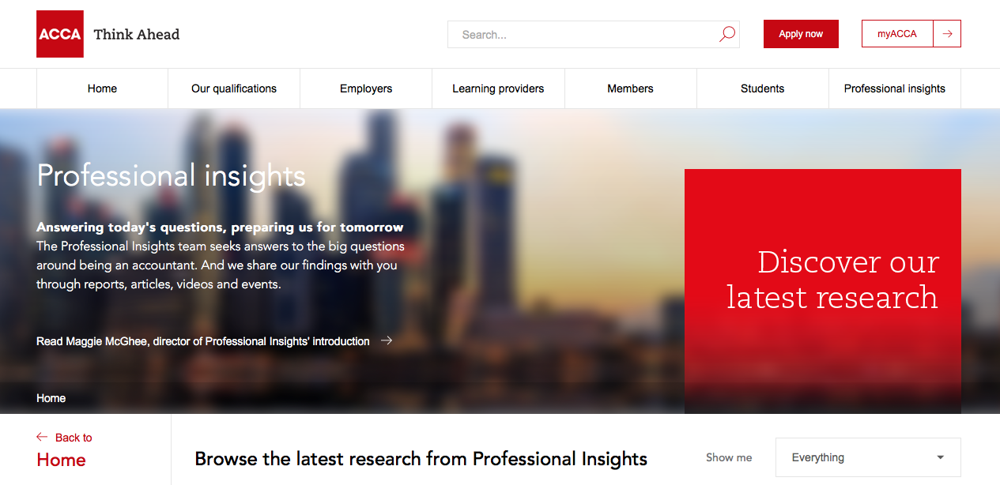 ACCA
Think Ahead
Search...
Apply now
myACCA
Home
Our qualifications
Employers
Learning providers
Members
Students
Professional insights
Professional insights
Answering today's questions, preparing us for tomorrow
The Professional Insights team seeks answers to the big questions
around being an accountant. And we share our findings with you
through reports, articles, videos and events.
Read Maggie McGhee, director of Professional Insights' introduction
Discover our
latest research
Home
Back to
Home
Browse the latest research from Professional Insights
Show me
Everything